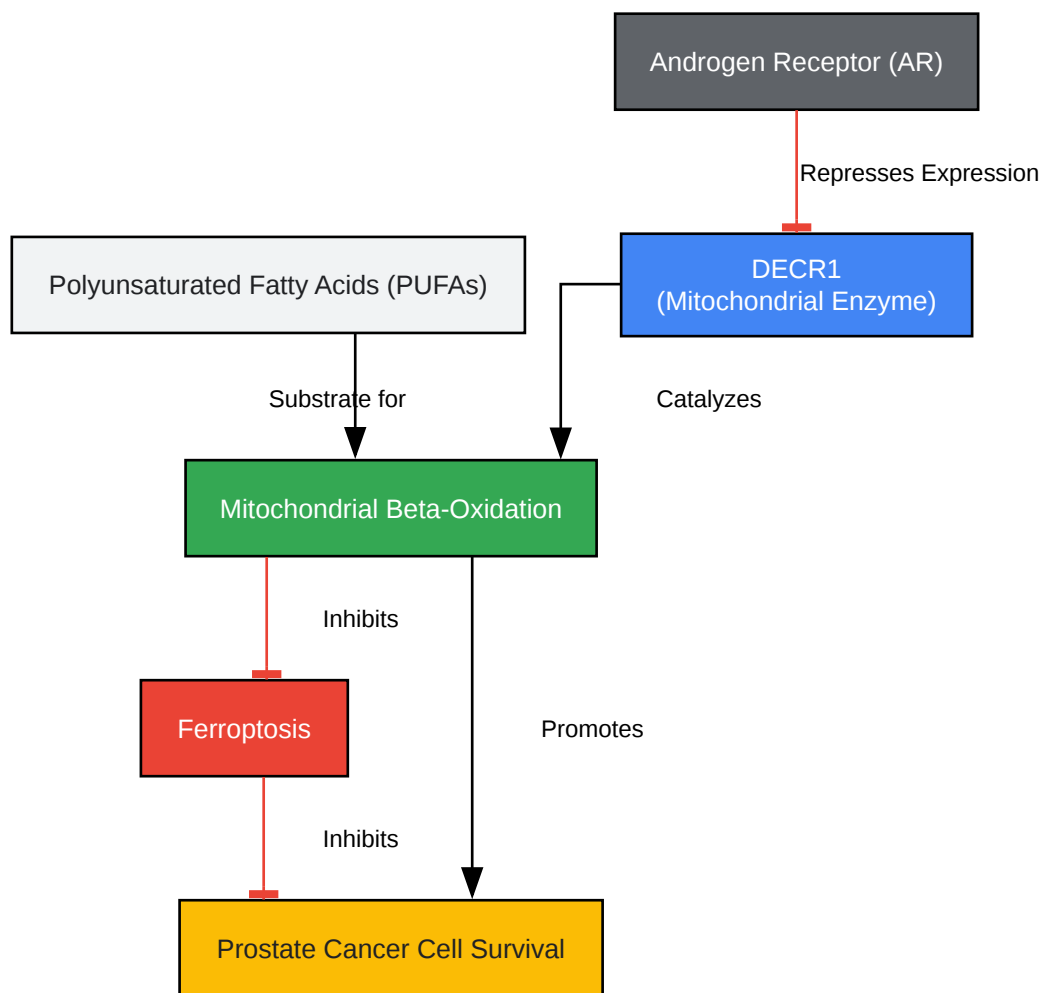 Androgen Receptor (AR)
Represses Expression
Polyunsaturated Fatty Acids (PUFAs)
DECR1
(Mitochondrial Enzyme)
Substrate for
Catalyzes
Mitochondrial Beta-Oxidation
Inhibits
Ferroptosis
Promotes
Inhibits
Prostate Cancer Cell Survival